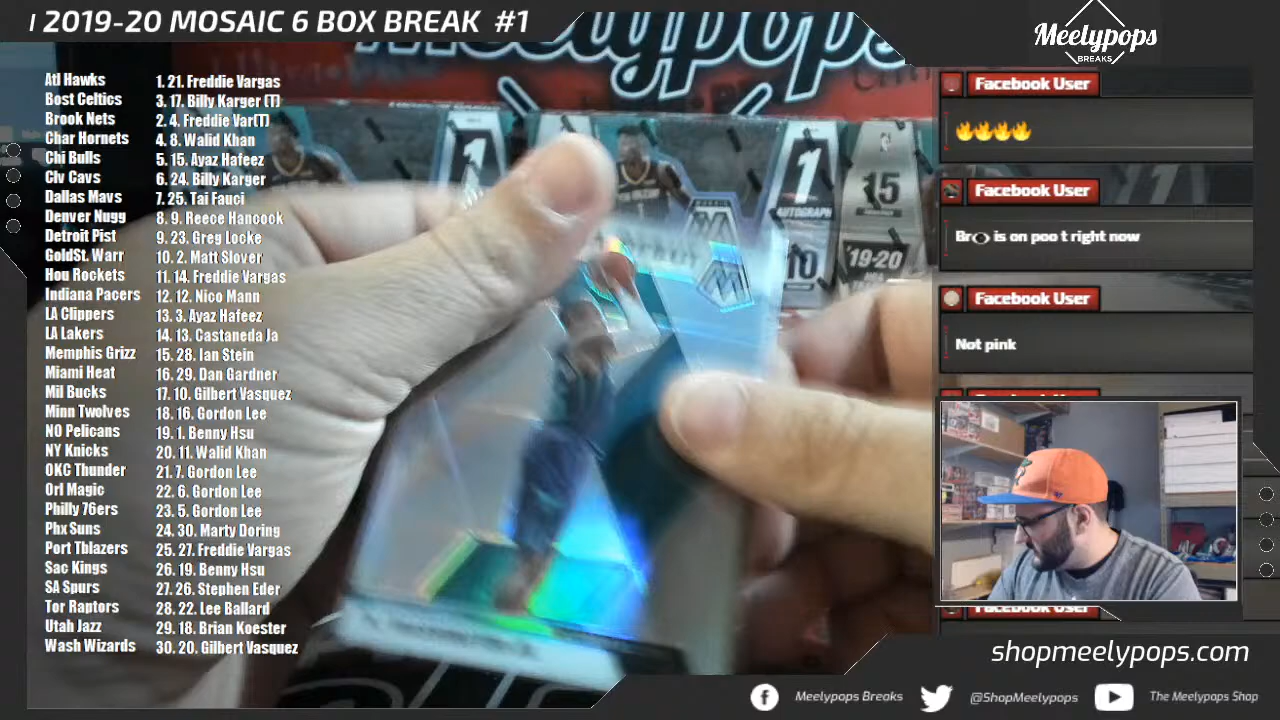 2019-20 MOSAIC 6 BOX BREAK #1
Meelypops
BREAKS
Meelypops
Atl Hawks 1. 21. Freddie Vargas
Bost Celtics 3. 17. Billy Karger (T)
Brook Nets 2. 4. Freddie Var(T)
Char Hornets 4. 8. Walid Khan
Chi Bulls 5. 15. Ayaz Hafeez
Clv Cavs 6. 24. Billy Karger
Dallas Mavs 7. 25. Tai Fauci
Denver Nugg 8. 9. Reece Hancock
Detroit Pist 9. 23. Greg Locke
GoldSt. Warr 10. 2. Matt Slover
Hou Rockets 11. 14. Freddie Vargas
Indiana Pacers 12. 12. Nico Mann
LA Clippers 13. 3. Ayaz Hafeez
LA Lakers 14. 13. Castaneda Ja
Memphis Grizz 15. 28. Ian Stein
Miami Heat 16. 29. Dan Gardner
Mil Bucks 17. 10. Gilbert Vasquez
Minn Twolves 18. 16. Gordon Lee
NO Pelicans 19. 1. Benny Hsu
NY Knicks 20. 11. Walid Khan
OKC Thunder 21. 7. Gordon Lee
Orl Magic 22. 6. Gordon Lee
Philly 76ers 23. 5. Gordon Lee
Phx Suns 24. 30. Marty Doring
Port Tblazers 25. 27. Freddie Vargas
Sac Kings 26. 19. Benny Hsu
SA Spurs 27. 26. Stephen Eder
Tor Raptors 28. 22. Lee Ballard
Utah Jazz 29. 18. Brian Koester
Wash Wizards 30. 20. Gilbert Vasquez
1
1
AUTOGRAPH
10
15
'19-20
Facebook User
🔥🔥🔥🔥
Facebook User
Br👁 is on poo t right now
Facebook User
Not pink
Facebook User
shopmeelypops.com
Meelypops Breaks
@ShopMeelypops
The Meelypops Shop